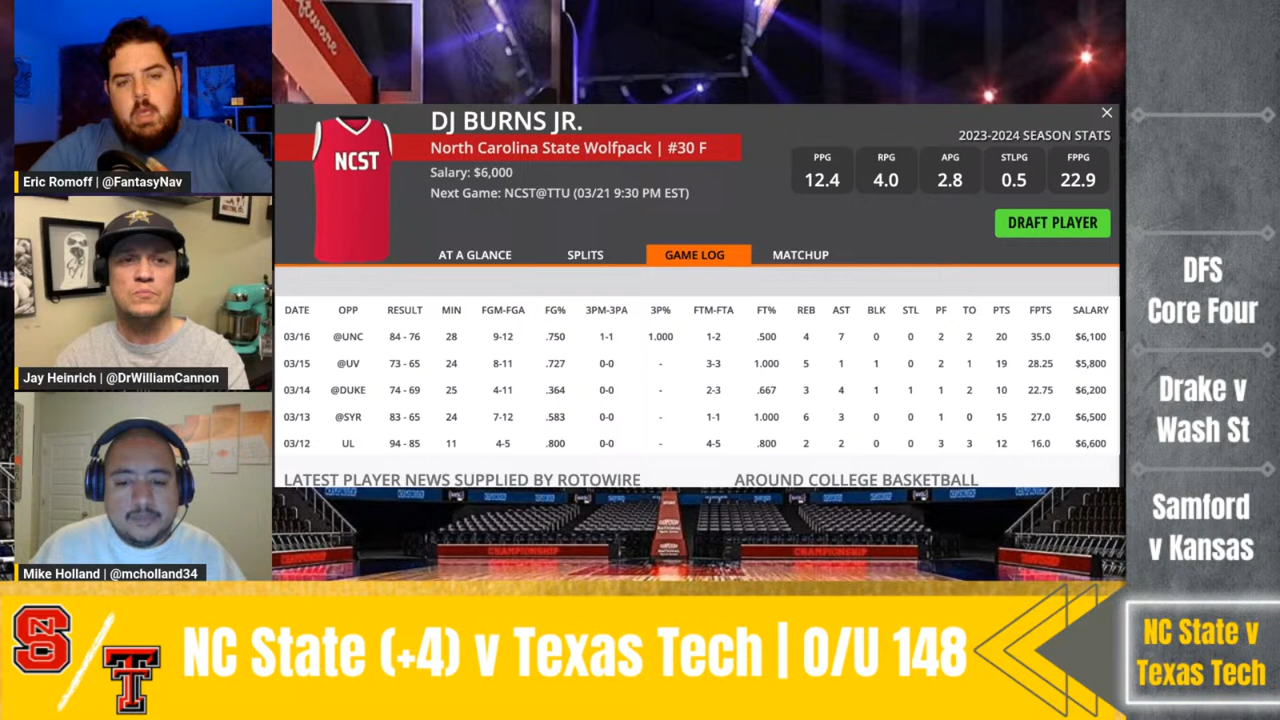 Eric Romoff | @FantasyNav
Jay Heinrich | @DrWilliamCannon
Mike Holland | @mcholland34
DJ BURNS JR.
North Carolina State Wolfpack | #30 F
Salary: $6,000
Next Game: NCST@TTU (03/21 9:30 PM EST)
NCST
2023-2024 SEASON STATS
PPG RPG APG STLPG FPPG
12.4 4.0 2.8 0.5 22.9
DRAFT PLAYER
AT A GLANCE SPLITS GAME LOG MATCHUP
DATE OPP RESULT MIN FGM-FGA FG% 3PM-3PA 3P% FTM-FTA FT% REB AST BLK STL PF TO PTS FPTS SALARY
03/16 @UNC 84 - 76 28 9-12 .750 1-1 1.000 1-2 .500 4 7 0 0 2 2 20 35.0 $6,100
03/15 @UV 73 - 65 24 8-11 .727 0-0 - 3-3 1.000 5 1 1 0 2 1 19 28.25 $5,800
03/14 @DUKE 74 - 69 25 4-11 .364 0-0 - 2-3 .667 3 4 1 1 1 2 10 22.75 $6,200
03/13 @SYR 83 - 65 24 7-12 .583 0-0 - 1-1 1.000 6 3 0 0 1 0 15 27.0 $6,500
03/12 UL 94 - 85 11 4-5 .800 0-0 - 4-5 .800 2 2 0 0 3 3 12 16.0 $6,600
LATEST PLAYER NEWS SUPPLIED BY ROTOWIRE AROUND COLLEGE BASKETBALL
CHAMPIONSHIP
CHAMPIONSHIP
DFS
Core Four
Drake v
Wash St
Samford
v Kansas
NC State v
Texas Tech
NC State (+4) v Texas Tech | O/U 148